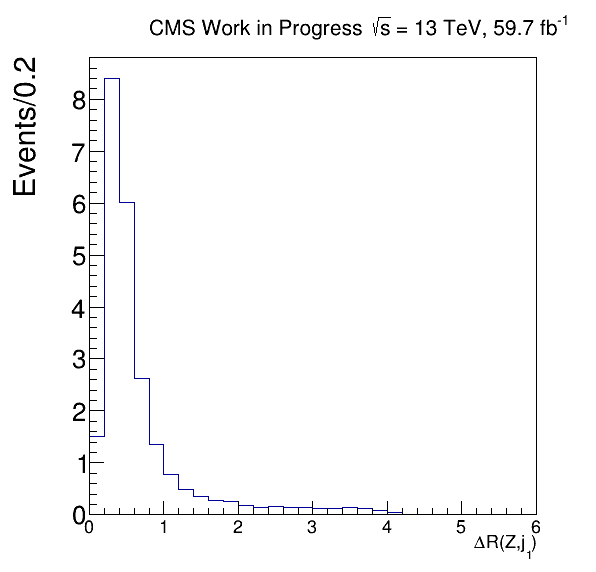 CMS Work in Progress √s = 13 TeV, 59.7 fb⁻¹
Events/0.2
8
7
6
5
4
3
2
1
0
0 1 2 3 4 5 6
ΔR(Z,j₁)